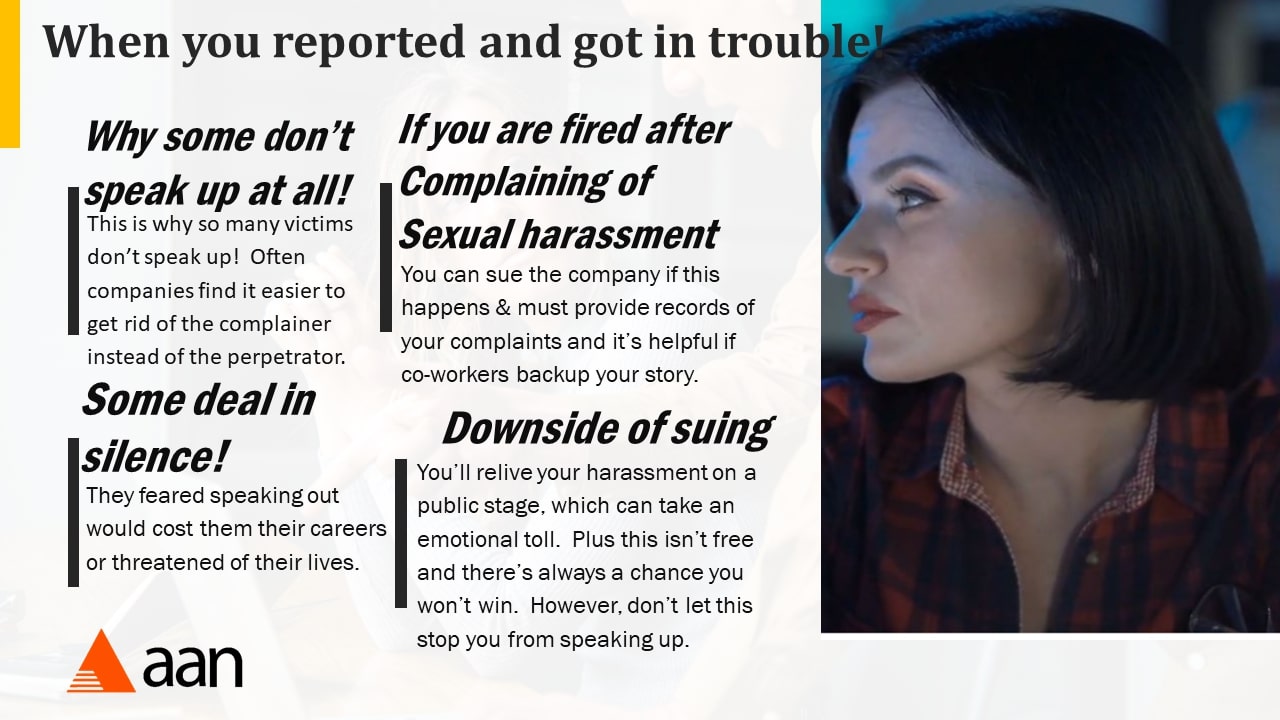 When you reported and got in trouble!
Why some don’t
speak up at all!
This is why so many victims
don’t speak up!  Often
companies find it easier to
get rid of the complainer
instead of the perpetrator.
Some deal in
silence!
They feared speaking out
would cost them their careers
or threatened of their lives.
If you are fired after
Complaining of
Sexual harassment
You can sue the company if this
happens & must provide records of
your complaints and it’s helpful if
co-workers backup your story.
Downside of suing
You’ll relive your harassment on a
public stage, which can take an
emotional toll.  Plus this isn’t free
and there’s always a chance you
won’t win.  However, don’t let this
stop you from speaking up.
aan